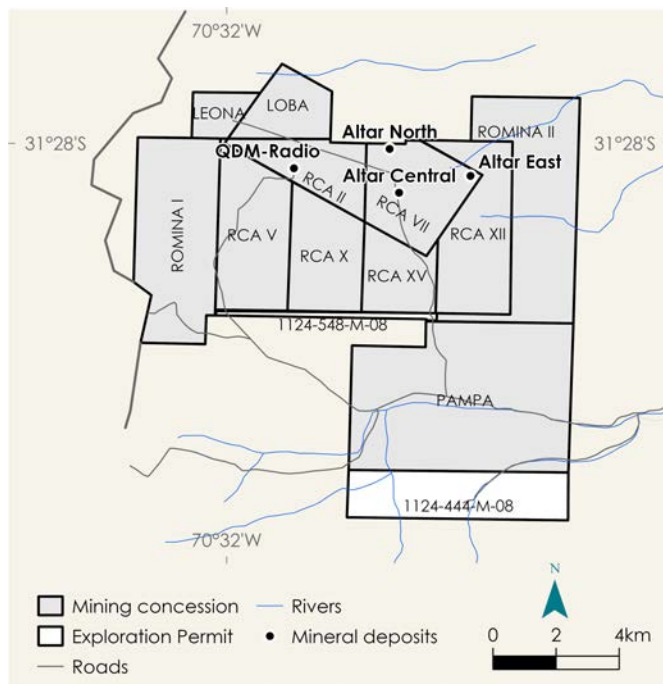 70°32'W
LEONA
LOBA
31°28'S
Altar North
ROMINA II
31°28'S
QDM-Radio
Altar Central
Altar East
RCA II
RCA VII
ROMINA I
RCA V
RCA X
RCA XV
RCA XII
1124-548-M-08
PAMPA
1124-444-M-08
70°32'W
N
Mining concession
Rivers
Exploration Permit
Mineral deposits
Roads
0 2 4km